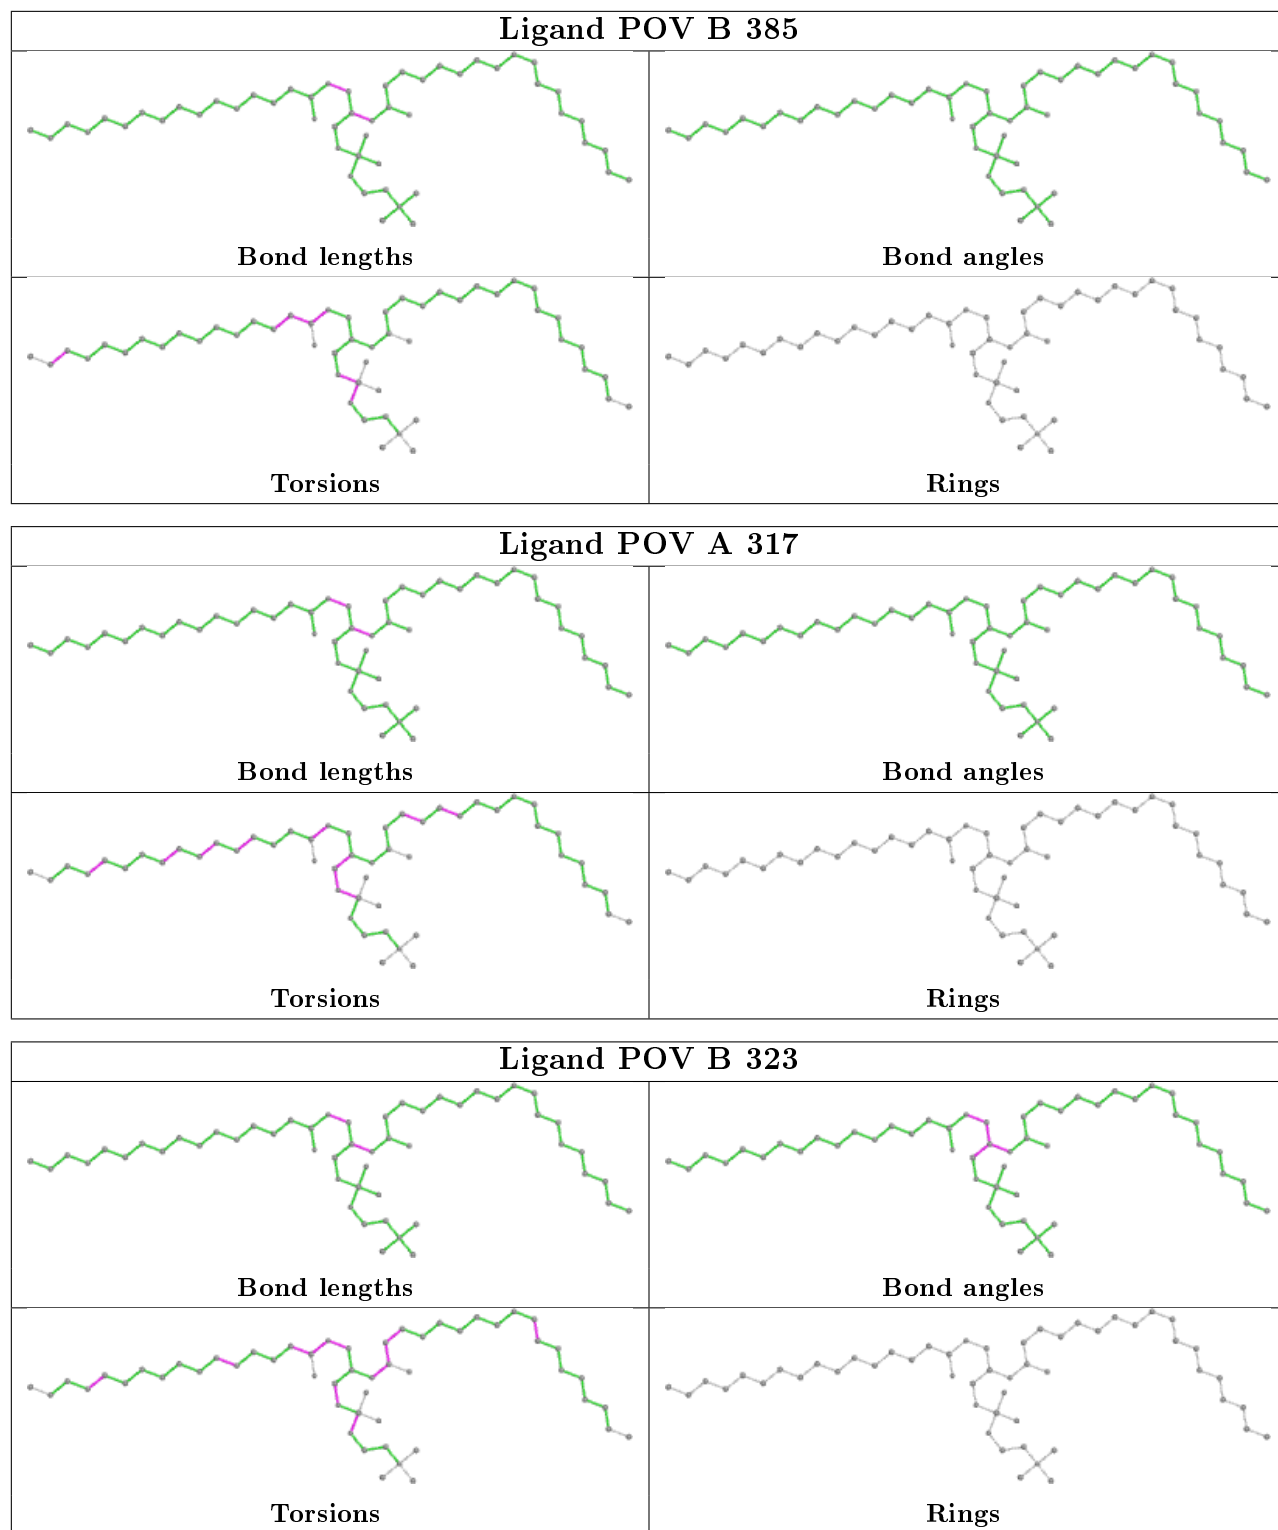 Ligand POV B 385
Bond lengths
Bond angles
Torsions
Rings
Ligand POV A 317
Bond lengths
Bond angles
Torsions
Rings
Ligand POV B 323
Bond lengths
Bond angles
Torsions
Rings